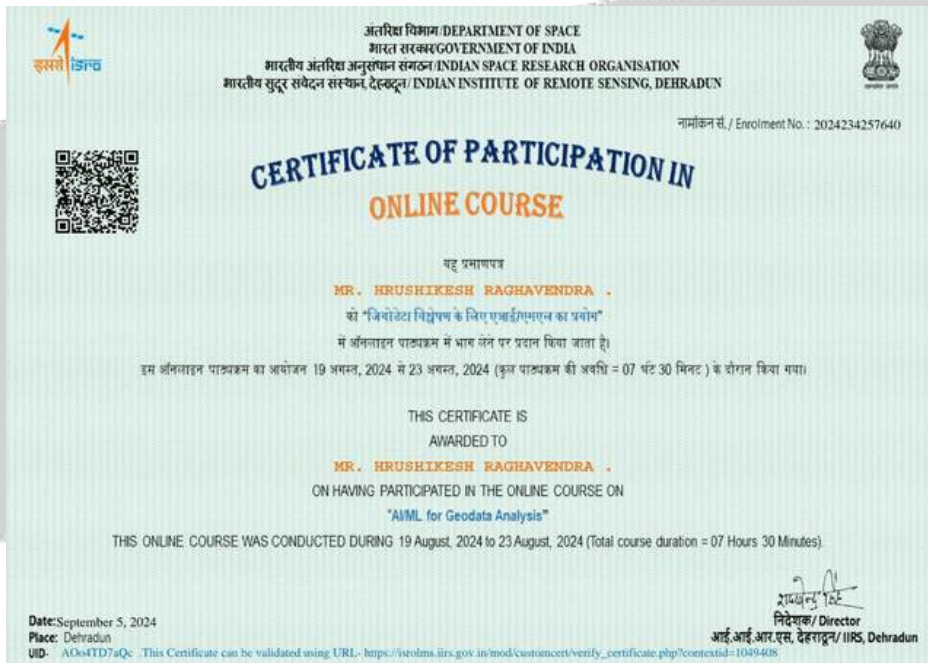 इसरो isro
अंतरिक्ष विभाग/DEPARTMENT OF SPACE
भारत सरकार/GOVERNMENT OF INDIA
भारतीय अंतरिक्ष अनुसंधान संगठन/INDIAN SPACE RESEARCH ORGANISATION
भारतीय सुदूर संवेदन संस्थान, देहरादून/INDIAN INSTITUTE OF REMOTE SENSING, DEHRADUN
नामांकन सं./ Enrolment No. : 2024234257640
CERTIFICATE OF PARTICIPATION IN
ONLINE COURSE
यह प्रमाणपत्र
MR. HRUSHIKESH RAGHAVENDRA .
को "जियोडेटा विश्लेषण के लिए एआई/एमएल का प्रयोग"
में ऑनलाइन पाठ्यक्रम में भाग लेने पर प्रदान किया जाता है।
इस ऑनलाइन पाठ्यक्रम का आयोजन 19 अगस्त, 2024 से 23 अगस्त, 2024 (कुल पाठ्यक्रम की अवधि = 07 घंटे 30 मिनट ) के दौरान किया गया।
THIS CERTIFICATE IS
AWARDED TO
MR. HRUSHIKESH RAGHAVENDRA .
ON HAVING PARTICIPATED IN THE ONLINE COURSE ON
"AI/ML for Geodata Analysis"
THIS ONLINE COURSE WAS CONDUCTED DURING 19 August, 2024 to 23 August, 2024 (Total course duration = 07 Hours 30 Minutes).
निदेशक/ Director
आई.आई.आर.एस, देहरादून/ IIRS, Dehradun
Date:September 5, 2024
Place: Dehradun
UID- AOo4TD7aQc .This Certificate can be validated using URL- https://isrolms.iirs.gov.in/mod/customcert/verify_certificate.php?contextid=1049408